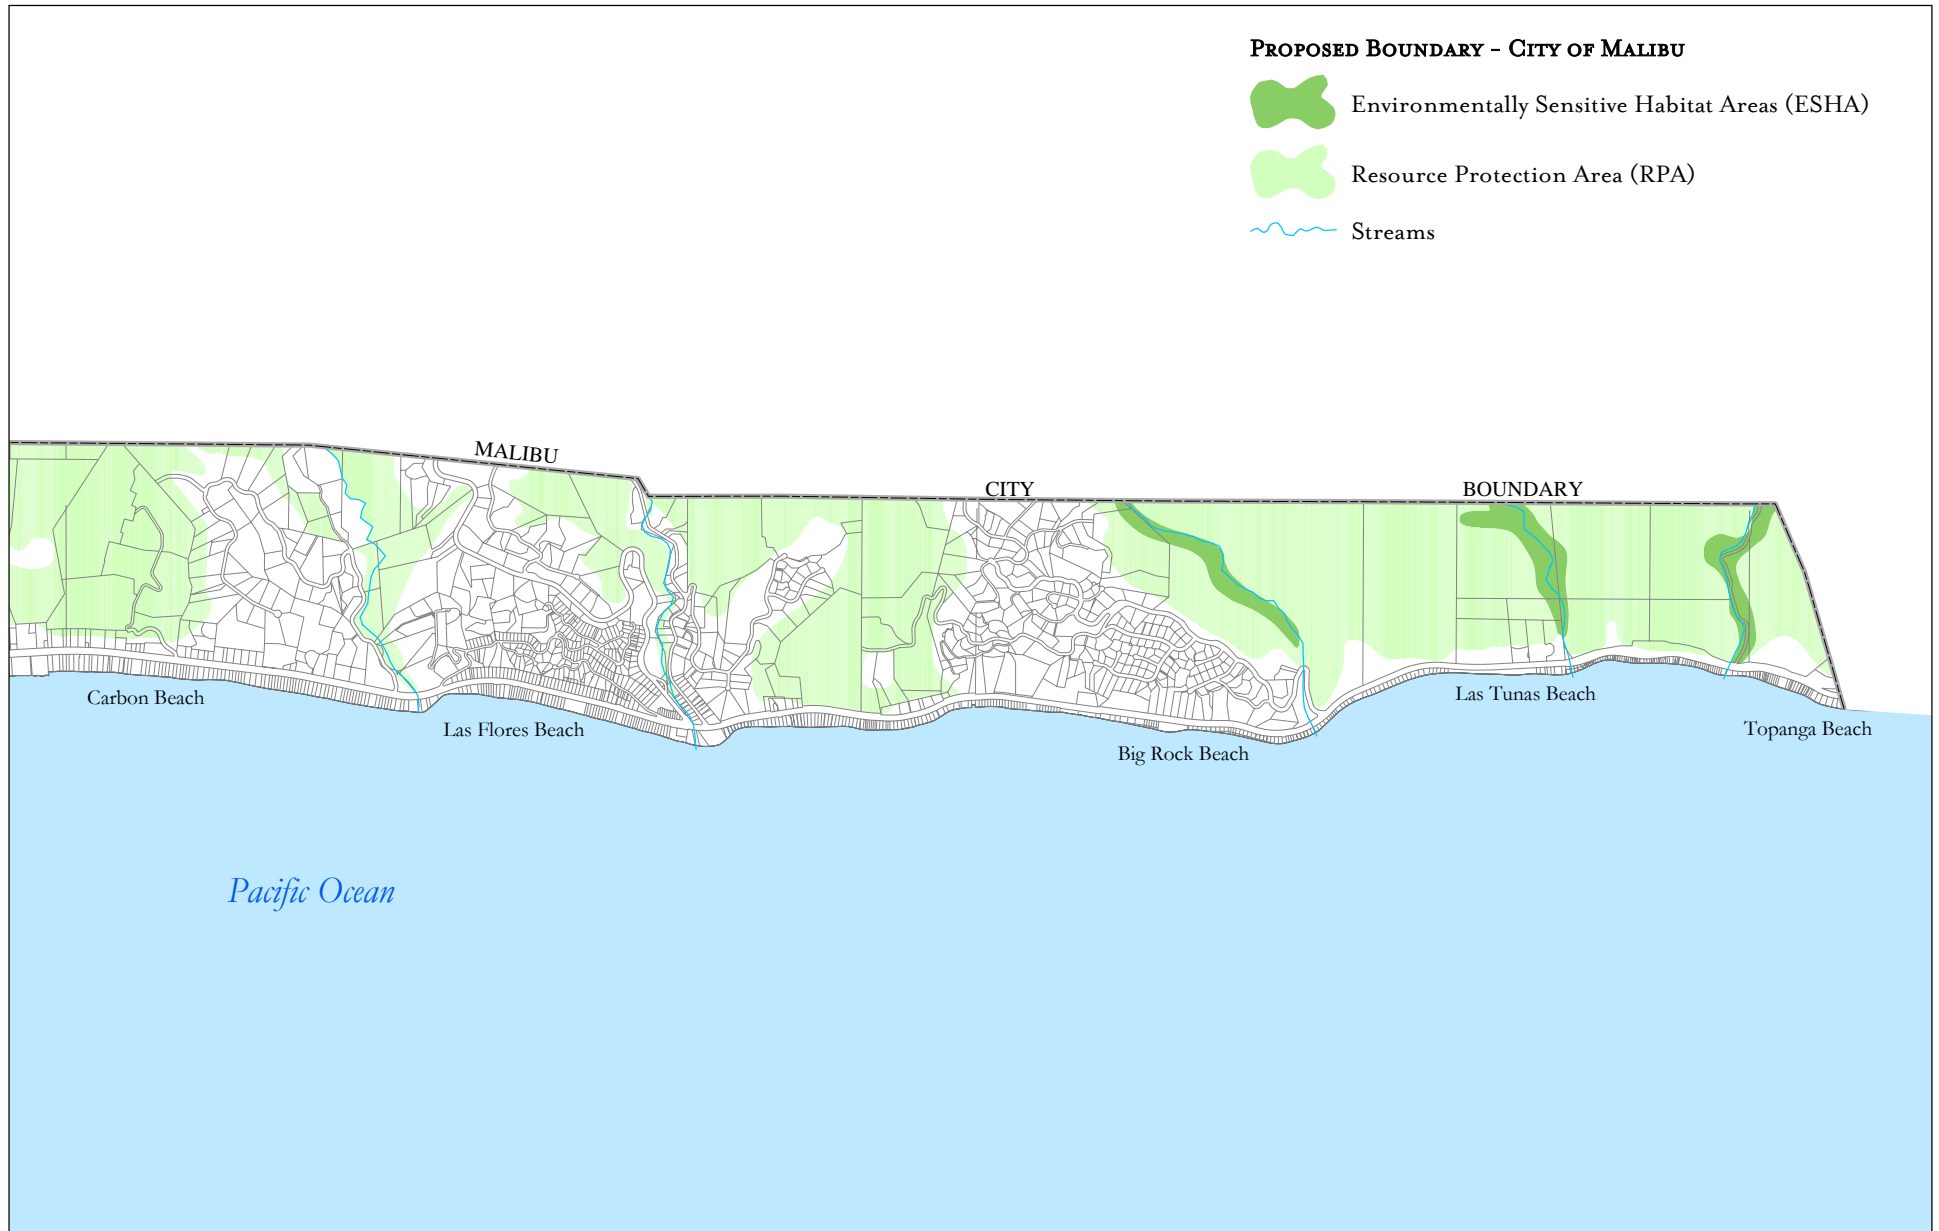 PROPOSED BOUNDARY - CITY OF MALIBU
Environmentally Sensitive Habitat Areas (ESHA)
Resource Protection Area (RPA)
Streams
MALIBU
CITY
BOUNDARY
Carbon Beach
Las Flores Beach
Big Rock Beach
Las Tunas Beach
Topanga Beach
Pacific Ocean